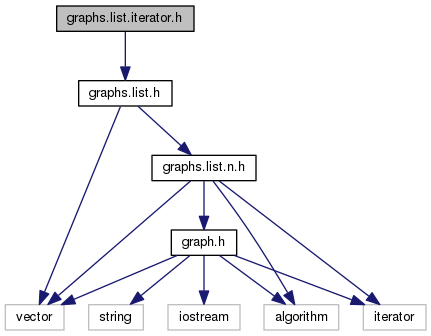 graphs.list.iterator.h
graphs.list.h
graphs.list.n.h
graph.h
vector
string
iostream
algorithm
iterator